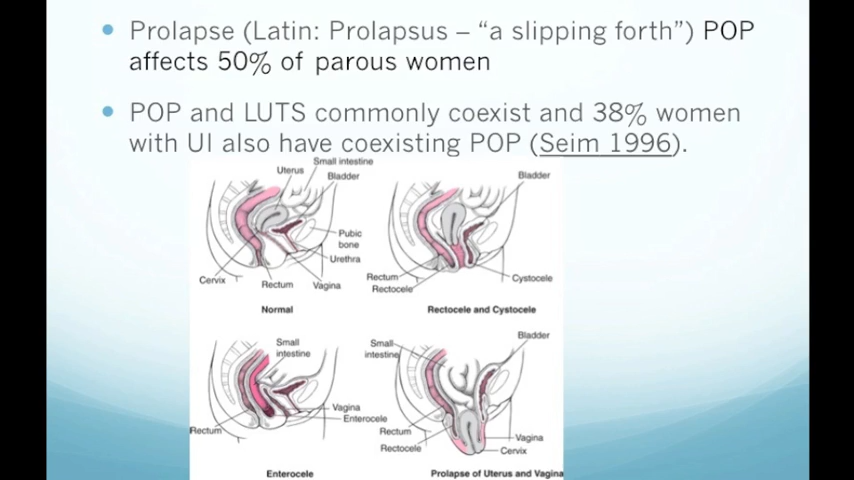 Prolapse (Latin: Prolapsus – “a slipping forth”) POP
affects 50% of parous women
POP and LUTS commonly coexist and 38% women
with UI also have coexisting POP (Seim 1996).
Small intestine
Uterus
Bladder
Pubic
bone
Urethra
Cervix
Rectum
Vagina
Normal
Bladder
Rectum
Rectocele
Cystocele
Rectocele and Cystocele
Small
intestine
Vagina
Enterocele
Rectum
Enterocele
Bladder
Small
intestine
Rectum
Rectocele
Vagina
Cervix
Prolapse of Uterus and Vagina